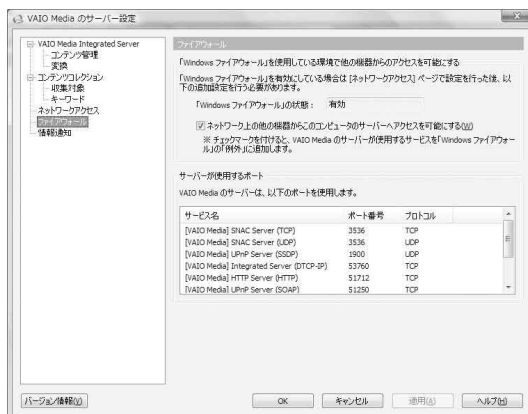 VAIO Media のサーバー設定
VAIO Media Integrated Server
コンテンツ管理
変換
コンテンツコレクション
収集対象
キーワード
ネットワークアクセス
ファイアウォール
情報通知
ファイアウォール
「Windows ファイアウォール」を使用している環境で他の機器からのアクセスを可能にする
「Windows ファイアウォール」を有効にしている場合は [ネットワークアクセス] ページで設定を行った後、以
下の追加設定を行う必要があります。
「Windows ファイアウォール」の状態： 有効
ネットワーク上の他の機器からこのコンピュータのサーバーへアクセスを可能にする(W)
※ チェックマークを付けると、VAIO Media のサーバーが使用するサービスを「Windows ファイアウォー
ル」の「例外」に追加します。
サーバーが使用するポート
VAIO Media のサーバーは、以下のポートを使用します。
サービス名 ポート番号 プロトコル
[VAIO Media] SNAC Server (TCP) 3536 TCP
[VAIO Media] SNAC Server (UDP) 3536 UDP
[VAIO Media] UPnP Server (SSDP) 1900 UDP
[VAIO Media] Integrated Server (DTCP-IP) 53760 TCP
[VAIO Media] HTTP Server (HTTP) 51712 TCP
[VAIO Media] UPnP Server (SOAP) 51250 TCP
バージョン情報(V) OK キャンセル 適用(A) ヘルプ(H)